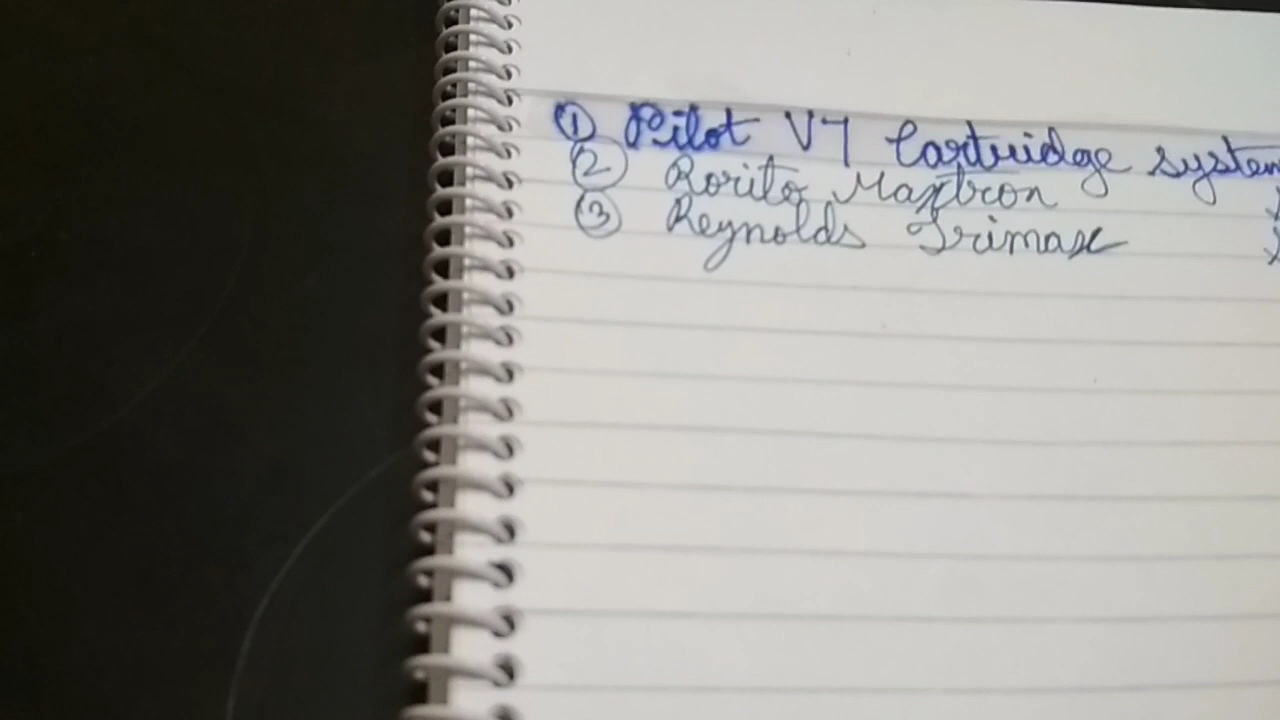 ① Pilot V7 Cartridge system
② Rorito Maxtron
③ Reynolds Trimax